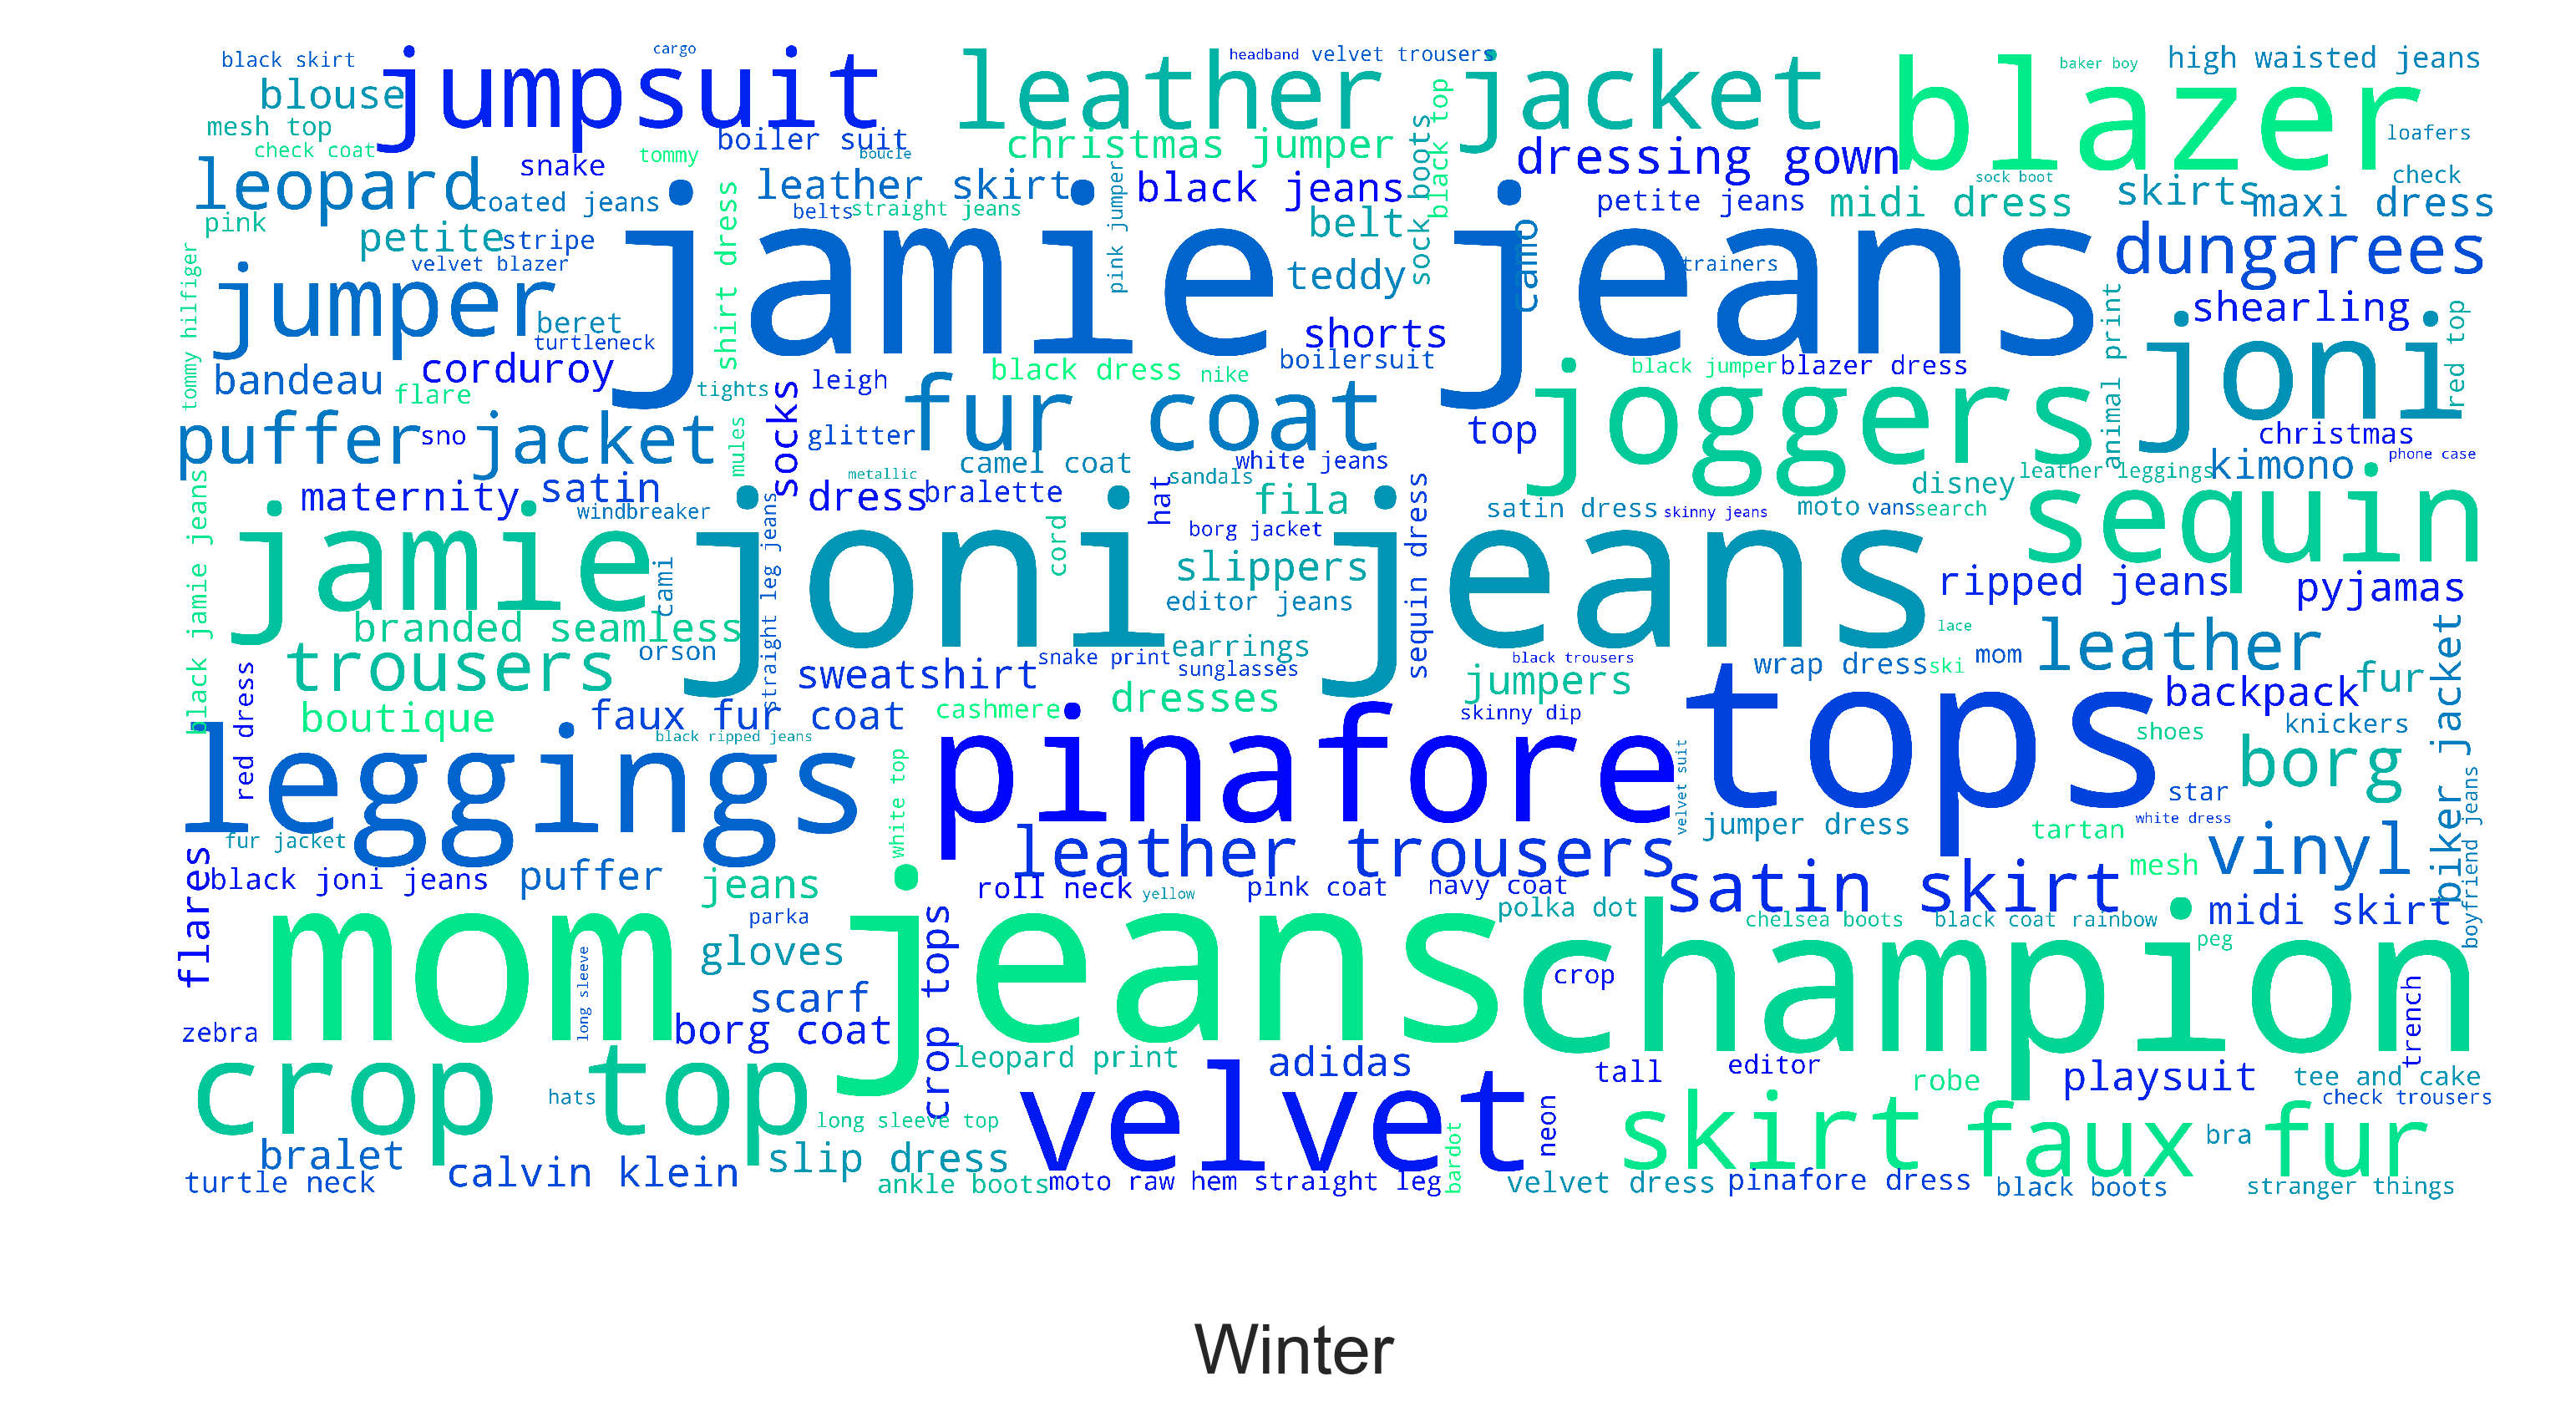 black skirt
cargo
jumpsuit
leather jacket
headband
velvet trousers
blazer
baker boy
high waisted jeans
blouse
mesh top
boiler suit
christmas jumper
sock boots
black top
dressing gown
loafers
check coat
snake
tommy
boucle
leopard
coated jeans
leather skirt
black jeans
sock boot
skirts
check
pink
petite
stripe
shirt dress
belts
straight jeans
pink jumper
belt
petite jeans
midi dress
maxi dress
velvet blazer
jamie jeans
teddy
camo
trainers
dungarees
tommy hilfiger
jumper
beret
turtleneck
shorts
boilersuit
animal print
shearling
joni
red top
bandeau
corduroy
flare
tights
socks
leigh
black dress
nike
black jumper
blazer dress
joggers
puffer jacket
sno
mules
glitter
fur coat
top
christmas
phone case
camel coat
white jeans
metallic
sandals
leather leggings
kimono
black jamie jeans
maternity
satin
windbreaker
dress
bralette
hat
fila
sequin dress
satin dress
skinny jeans
moto
vans
search
disney
sequin
jamie
cami
straight leg jeans
joni jeans
cord
borg jacket
slippers
editor jeans
ripped jeans
pyjamas
branded seamless
orson
trousers
sweatshirt
snake print
earrings
sunglasses
black trousers
lace
wrap dress
ski
mom
leather
biker jacket
red dress
boutique
faux fur coat
black ripped jeans
cashmere
dresses
jumpers
skinny dip
tops
backpack
fur
shoes
knickers
leggings
white top
pinafore
velvet suit
star
borg
boyfriend jeans
fur jacket
leather trousers
jumper dress
tartan
white dress
vinyl
flares
black joni jeans
puffer
jeans
roll neck
yellow
pink coat
navy coat
satin skirt
mesh
parka
polka dot
chelsea boots
black coat rainbow
midi skirt
mom jeans
long sleeve
gloves
crop tops
crop
champion
peg
trench
zebra
scarf
borg coat
leopard print
adidas
tall
editor
robe
playsuit
tee and cake
check trousers
crop top
hats
long sleeve top
velvet
bardot
neon
skirt
faux fur
bra
bralet
slip dress
turtle neck
calvin klein
ankle boots
moto raw hem straight leg
velvet dress
pinafore dress
black boots
stranger things
Winter